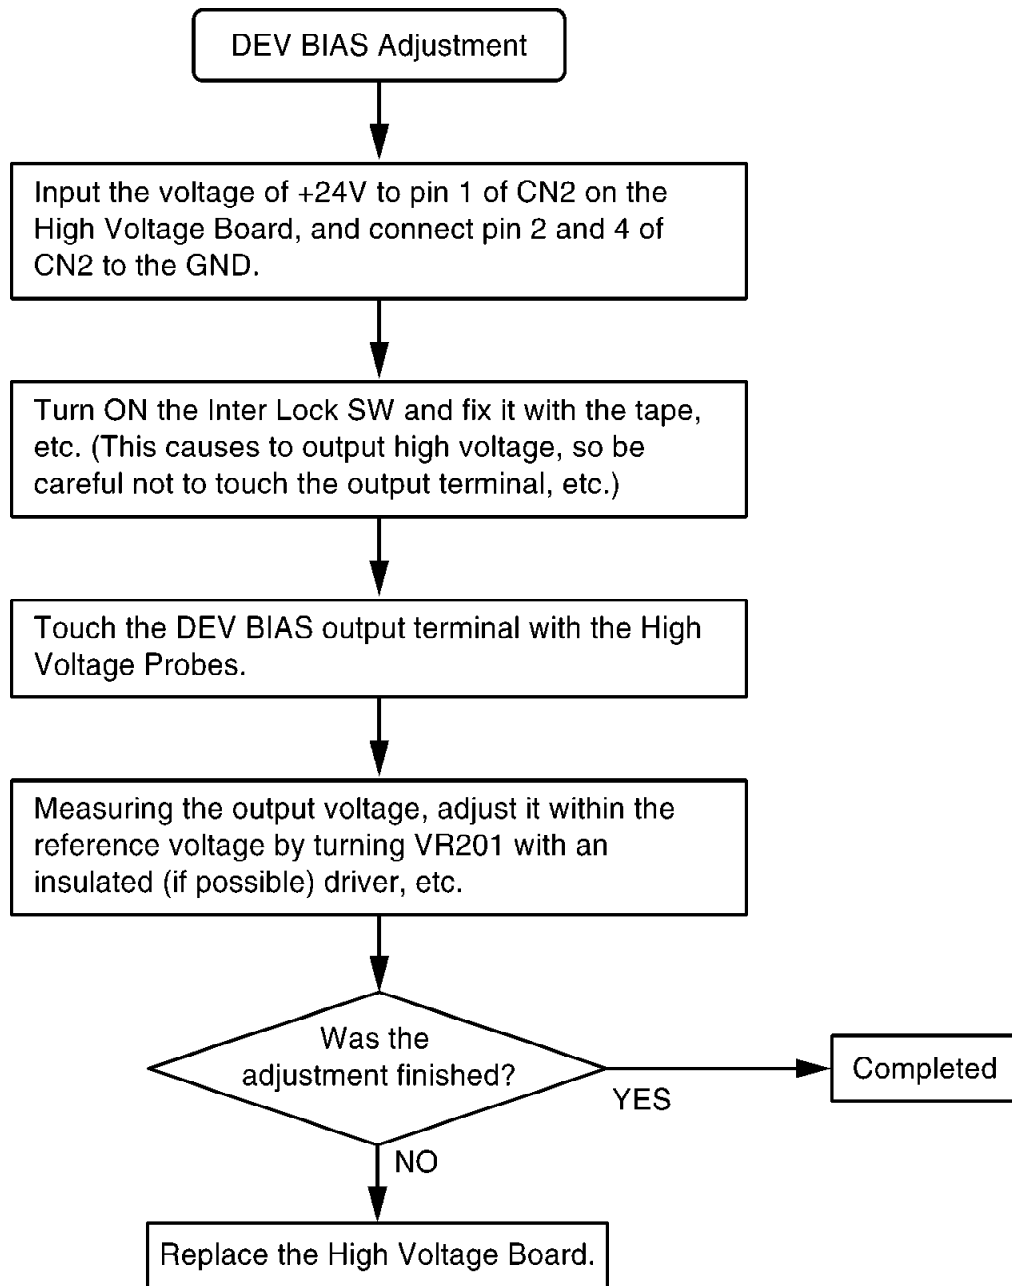 DEV BIAS Adjustment
Input the voltage of +24V to pin 1 of CN2 on the
High Voltage Board, and connect pin 2 and 4 of
CN2 to the GND.
Turn ON the Inter Lock SW and fix it with the tape,
etc. (This causes to output high voltage, so be
careful not to touch the output terminal, etc.)
Touch the DEV BIAS output terminal with the High
Voltage Probes.
Measuring the output voltage, adjust it within the
reference voltage by turning VR201 with an
insulated (if possible) driver, etc.
Was the
adjustment finished?
YES
Completed
NO
Replace the High Voltage Board.